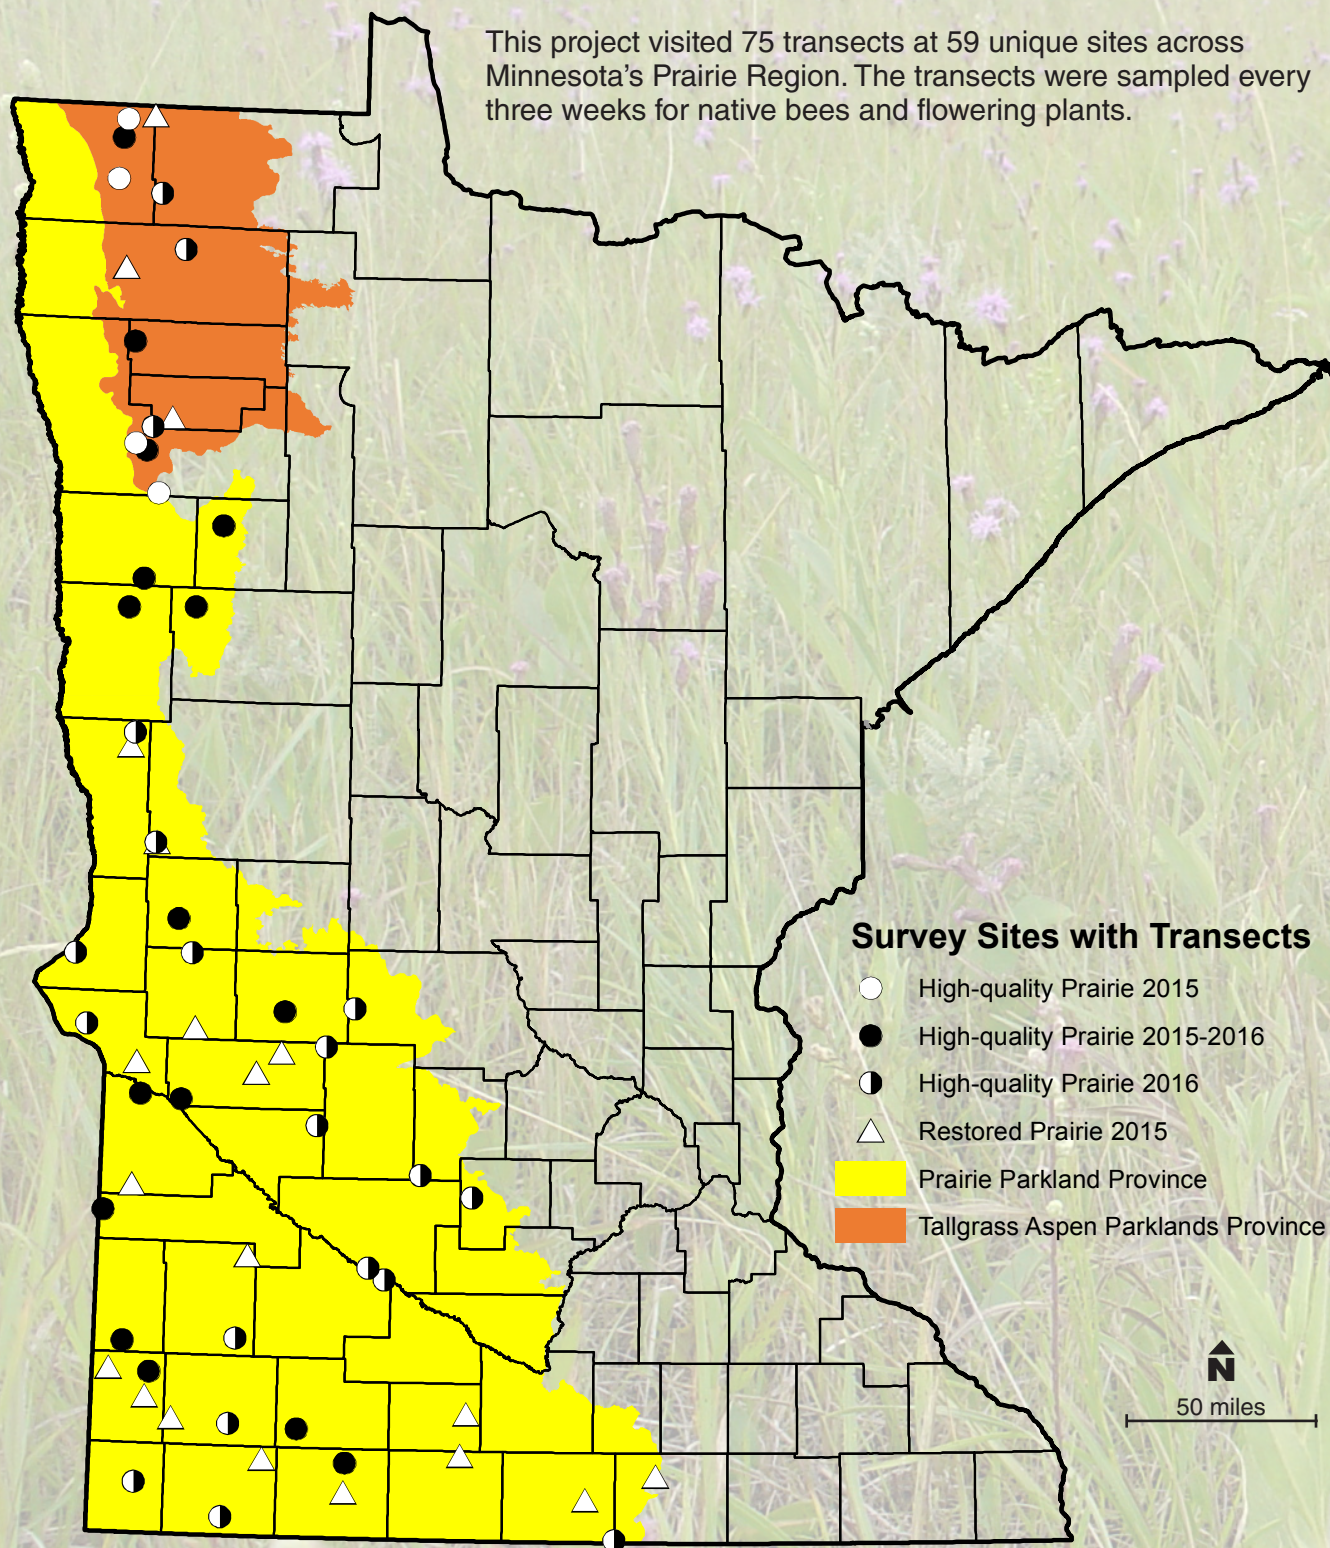 This project visited 75 transects at 59 unique sites across
Minnesota's Prairie Region. The transects were sampled every
three weeks for native bees and flowering plants.
Survey Sites with Transects
High-quality Prairie 2015
High-quality Prairie 2015-2016
High-quality Prairie 2016
Restored Prairie 2015
Prairie Parkland Province
Tallgrass Aspen Parklands Province
N
50 miles